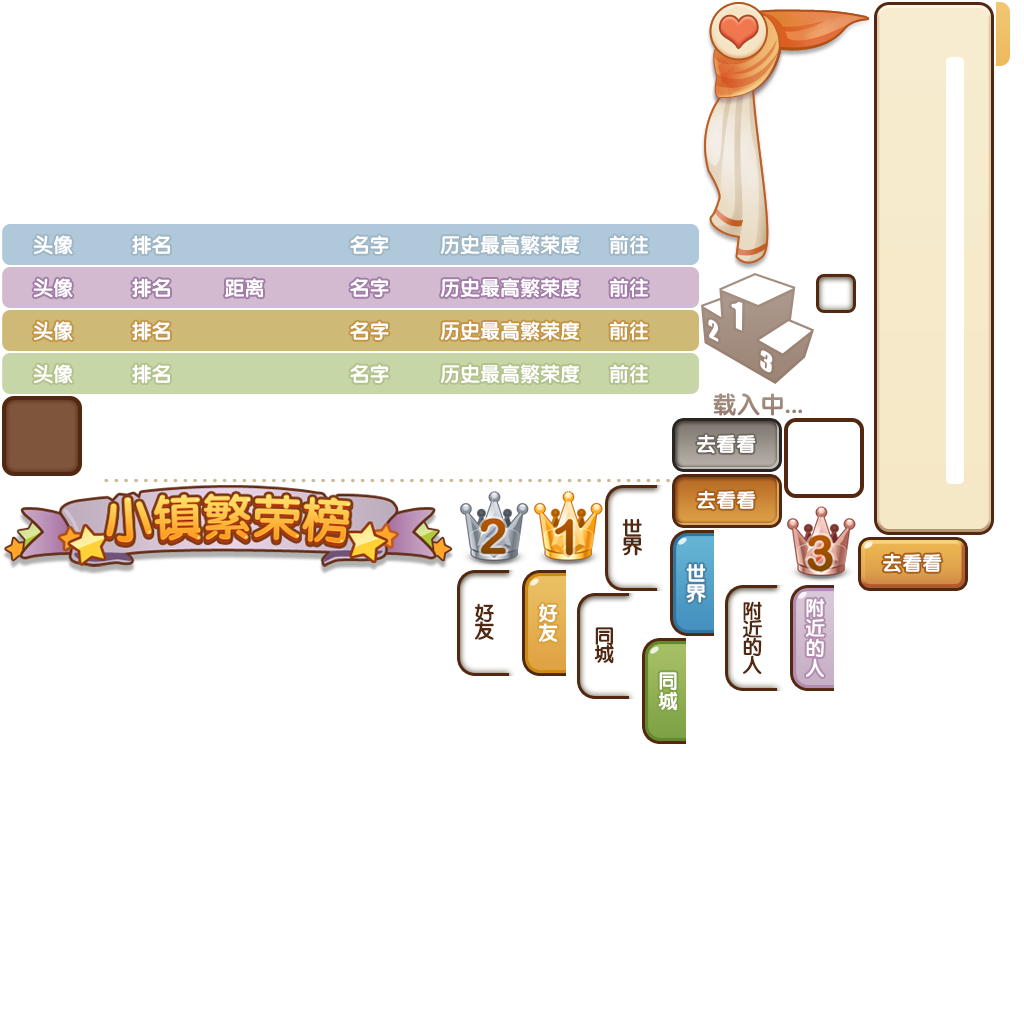 头像 排名 名字 历史最高繁荣度 前往
头像 排名 距离 名字 历史最高繁荣度 前往
头像 排名 名字 历史最高繁荣度 前往
头像 排名 名字 历史最高繁荣度 前往
1
2
3
载入中...
去看看
去看看
小镇繁荣榜
2
1
世界
3
去看看
世界
好友
好友
同城
附近的人
附近的人
同城